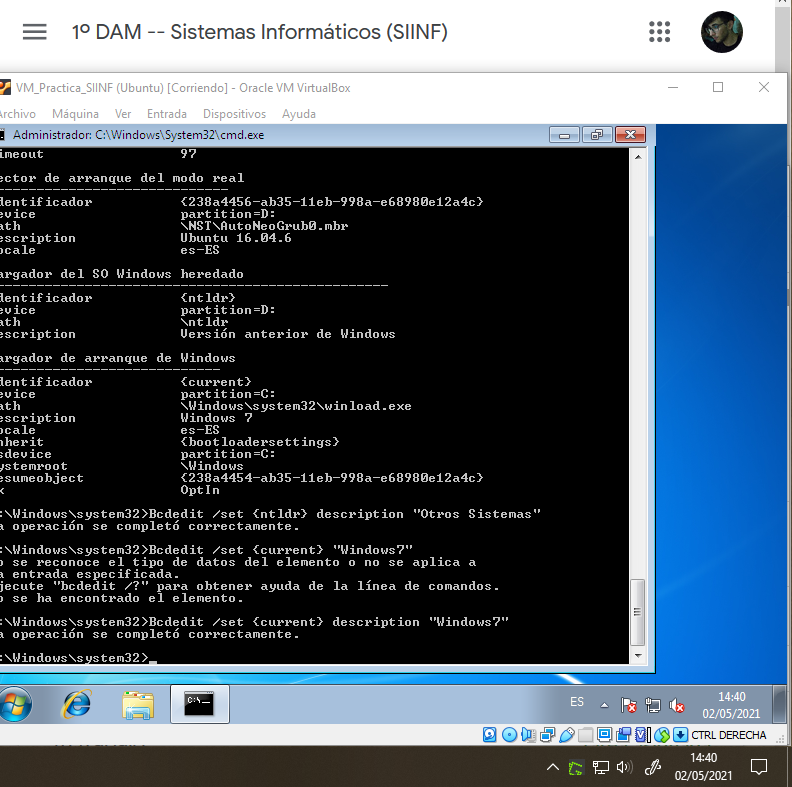 1º DAM -- Sistemas Informáticos (SIINF)
VM_Practica_SIINF (Ubuntu) [Corriendo] - Oracle VM VirtualBox
Archivo Máquina Ver Entrada Dispositivos Ayuda
Administrador: C:\Windows\System32\cmd.exe
imeout 97
ector de arranque del modo real
-----------------------------
dentificador {238a4456-ab35-11eb-998a-e68980e12a4c}
evice partition=D:
ath \NST\AutoNeoGrub0.mbr
escription Ubuntu 16.04.6
ocale es-ES
argador del SO Windows heredado
-------------------------------------------------
dentificador {ntldr}
evice partition=D:
ath \ntldr
escription Versión anterior de Windows
argador de arranque de Windows
----------------------------
dentificador {current}
evice partition=C:
ath \Windows\system32\winload.exe
escription Windows 7
ocale es-ES
nherit {bootloadersettings}
sdevice partition=C:
ystemroot \Windows
esumeobject {238a4454-ab35-11eb-998a-e68980e12a4c}
x OptIn
:\Windows\system32>Bcdedit /set {ntldr} description "Otros Sistemas"
a operación se completó correctamente.
:\Windows\system32>Bcdedit /set {current} "Windows7"
o se reconoce el tipo de datos del elemento o no se aplica a
a entrada especificada.
jecute "bcdedit /?" para obtener ayuda de la línea de comandos.
o se ha encontrado el elemento.
:\Windows\system32>Bcdedit /set {current} description "Windows7"
a operación se completó correctamente.
:\Windows\system32>_
ES
14:40
02/05/2021
CTRL DERECHA
14:40
02/05/2021